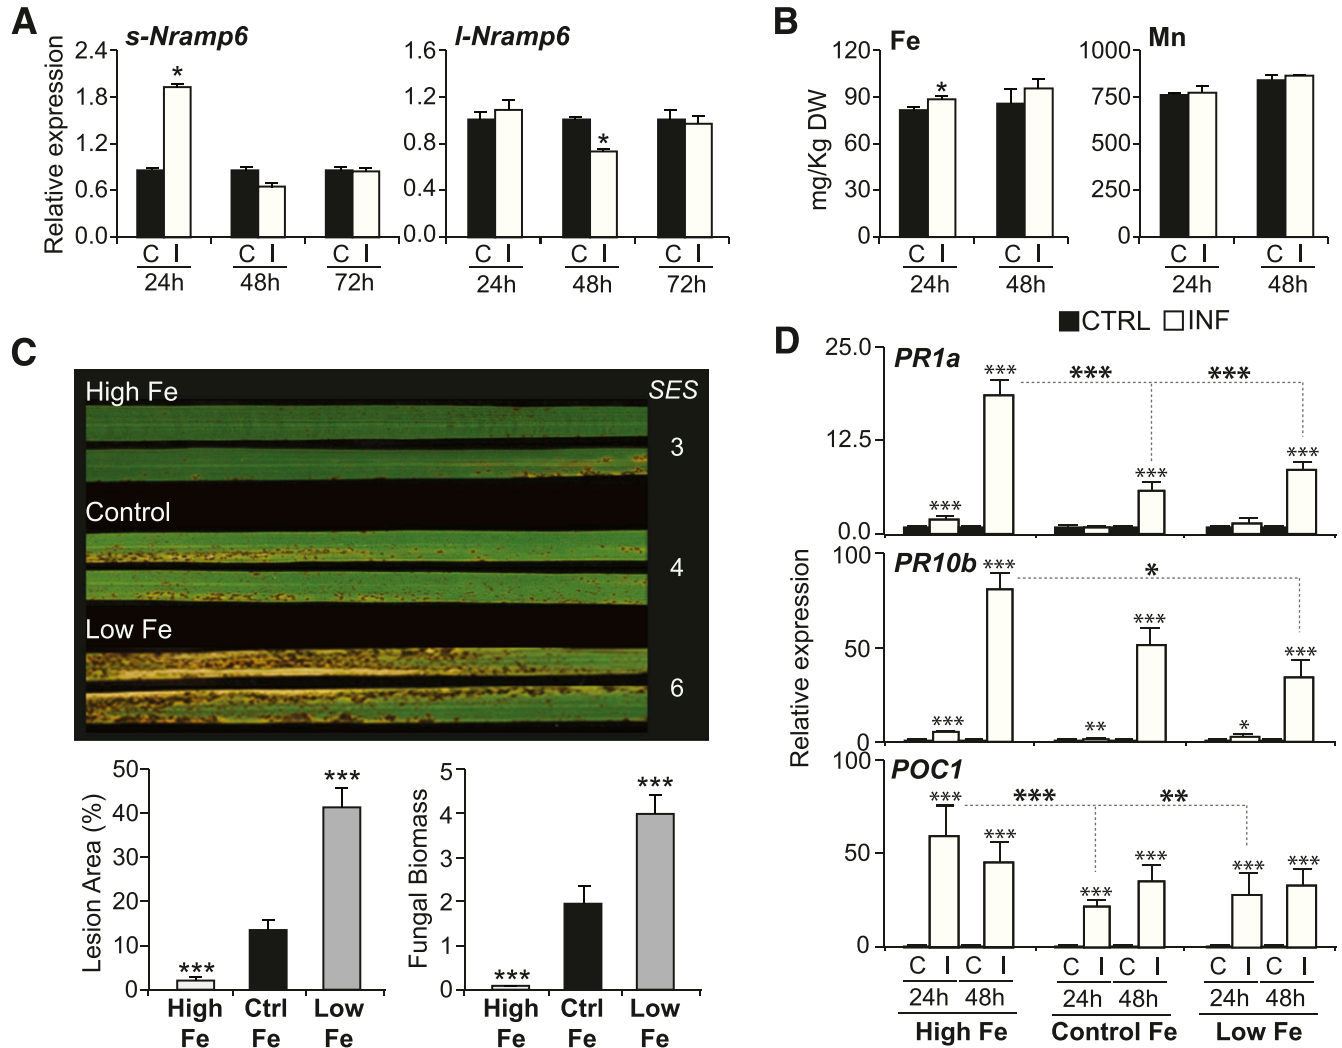 A
s-Nramp6
l-Nramp6
Relative expression
2.4
1.8
1.2
0.6
0.0
*
C I C I C I
24h 48h 72h
1.6
1.2
0.8
0.4
0.0
*
C I C I C I
24h 48h 72h
B
Fe
Mn
mg/Kg DW
120
90
60
30
0
*
C I C I
24h 48h
1000
750
500
250
0
C I C I
24h 48h
CTRL INF
C
High Fe
SES
3
Control
4
Low Fe
6
Lesion Area (%)
50
40
30
20
10
0
***
***
High Ctrl Low
Fe Fe Fe
Fungal Biomass
5
4
3
2
1
0
***
***
High Ctrl Low
Fe Fe Fe
D
Relative expression
PR1a
25.0
12.5
0.0
*** *** ***
*** *** ***
PR10b
100
50
0
*** *
*** ***
*** ** *
POC1
100
50
0
*** *** **
*** *** *** *** ***
C I C I C I C I C I C I
24h 48h 24h 48h 24h 48h
High Fe Control Fe Low Fe